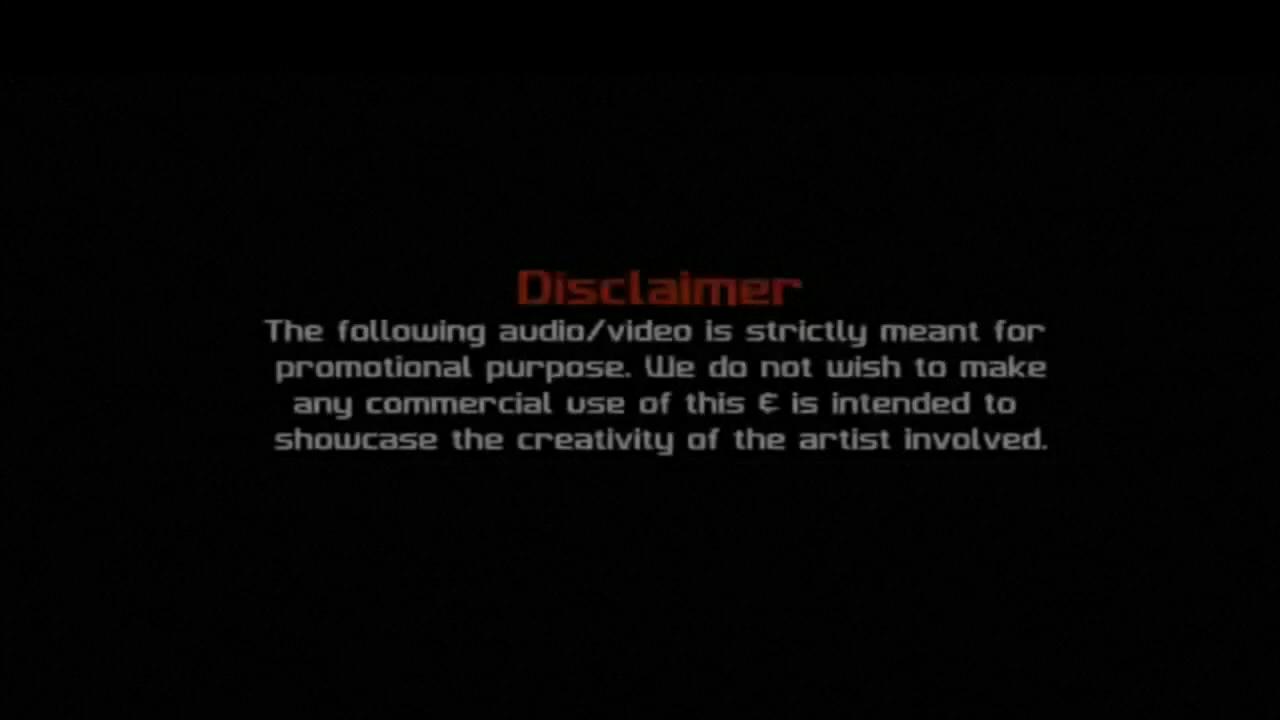 Disclaimer
The following audio/video is strictly meant for
promotional purpose. We do not wish to make
any commercial use of this & is intended to
showcase the creativity of the artist involved.